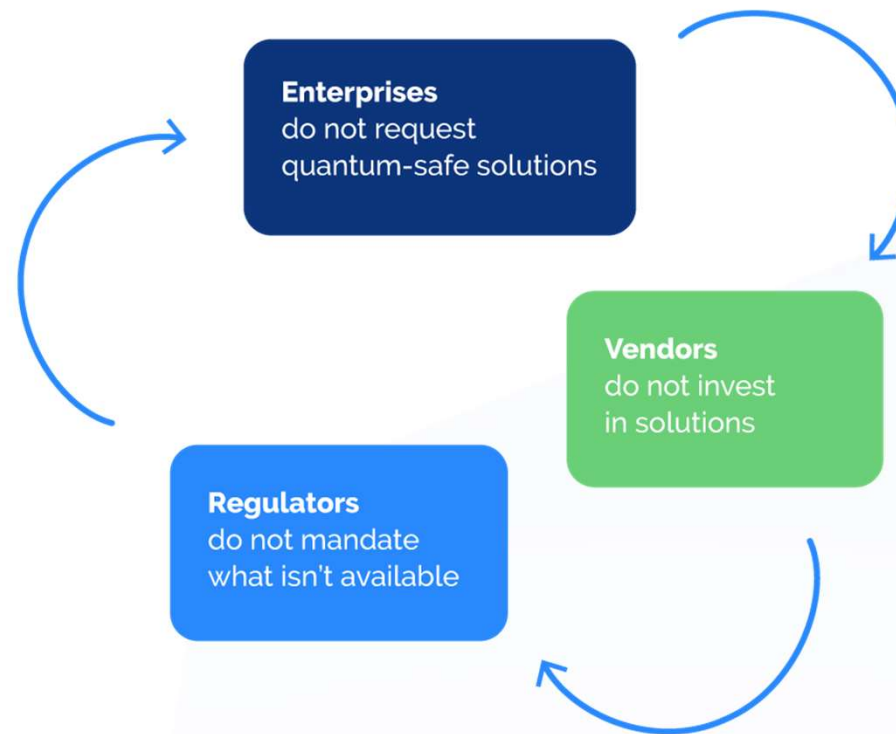 Enterprises
do not request
quantum-safe solutions
Vendors
do not invest
in solutions
Regulators
do not mandate
what isn’t available